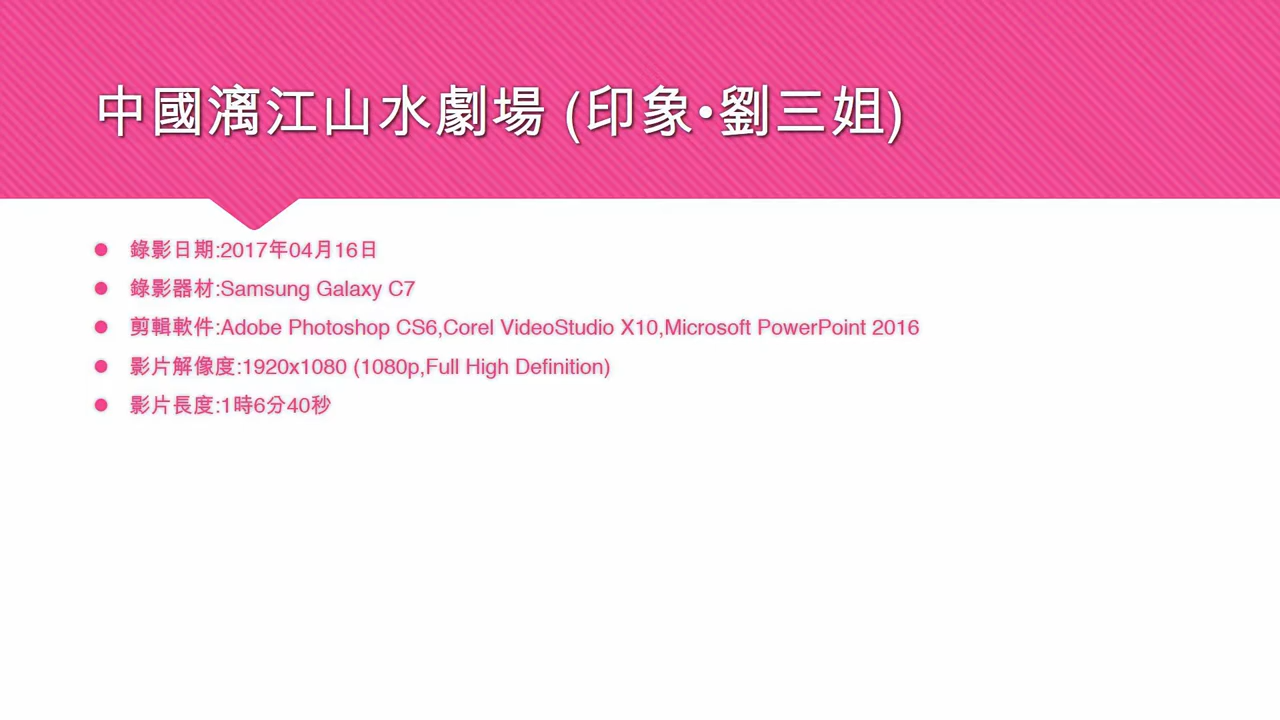 中國漓江山水劇場 (印象•劉三姐)
錄影日期:2017年04月16日
錄影器材:Samsung Galaxy C7
剪輯軟件:Adobe Photoshop CS6,Corel VideoStudio X10,Microsoft PowerPoint 2016
影片解像度:1920x1080 (1080p,Full High Definition)
影片長度:1時6分40秒